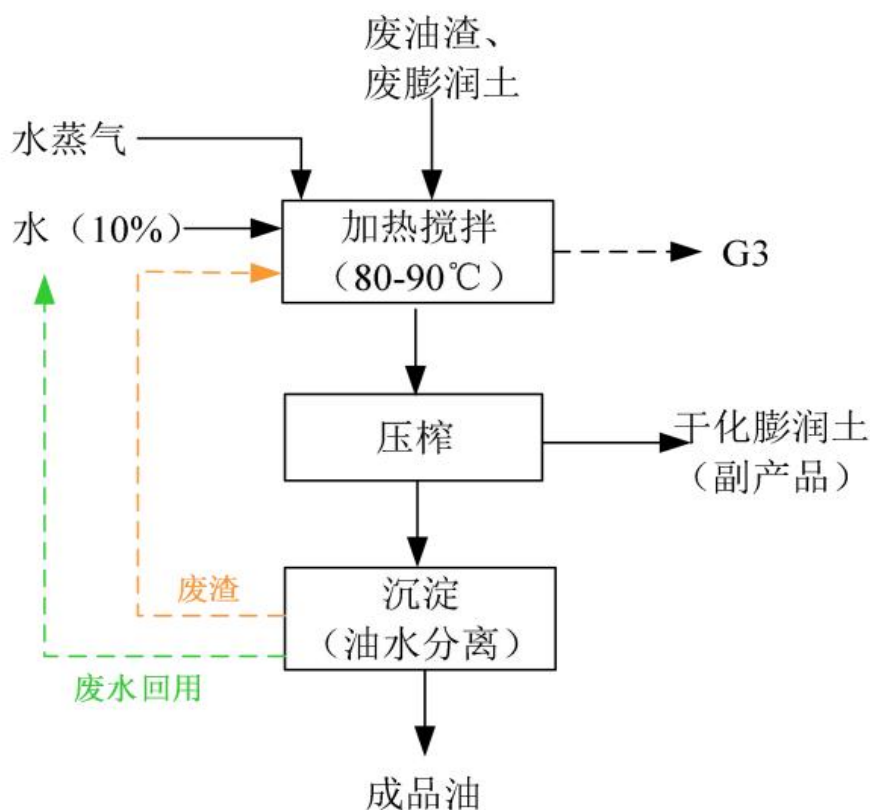 废油渣、
废膨润土
水蒸气
水（10%）
加热搅拌
（80-90℃）
G3
压榨
干化膨润土
（副产品）
废渣
沉淀
（油水分离）
废水回用
成品油